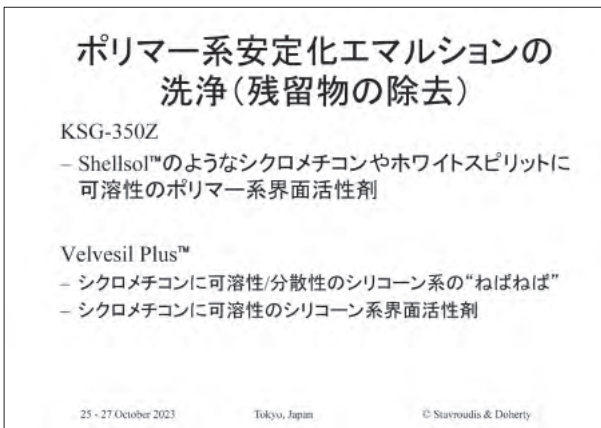 ポリマー系安定化エマルションの
洗浄（残留物の除去）
KSG-350Z
– Shellsol™のようなシクロメチコンやホワイトスピリットに
可溶性のポリマー系界面活性剤
Velvesil Plus™
– シクロメチコンに可溶性/分散性のシリコーン系の“ねばねば”
– シクロメチコンに可溶性のシリコーン系界面活性剤
25 - 27 October 2023 Tokyo, Japan © Stavroudis & Doherty